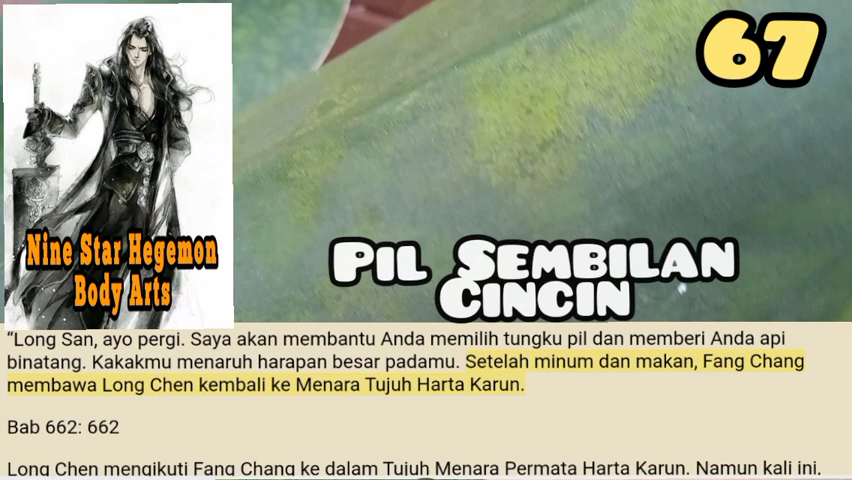 67
Nine Star Hegemon
Body Arts
Pil Sembilan
Cincin
“Long San, ayo pergi. Saya akan membantu Anda memilih tungku pil dan memberi Anda api
binatang. Kakakmu menaruh harapan besar padamu. Setelah minum dan makan, Fang Chang
membawa Long Chen kembali ke Menara Tujuh Harta Karun.
Bab 662: 662
Long Chen mengikuti Fang Chang ke dalam Tujuh Menara Permata Harta Karun. Namun kali ini,